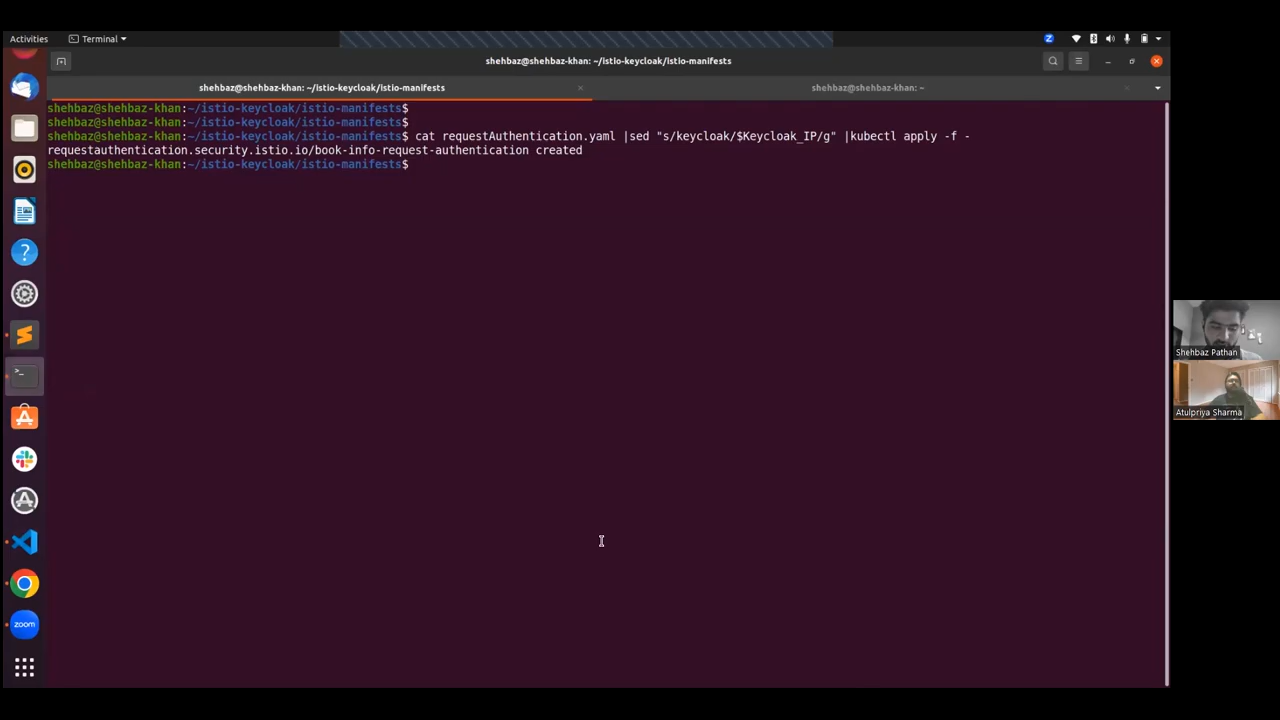 Activities
Terminal
shehbaz@shehbaz-khan: ~/istio-keycloak/istio-manifests
shehbaz@shehbaz-khan: ~/istio-keycloak/istio-manifests
shehbaz@shehbaz-khan: ~
shehbaz@shehbaz-khan:~/istio-keycloak/istio-manifests$
shehbaz@shehbaz-khan:~/istio-keycloak/istio-manifests$
shehbaz@shehbaz-khan:~/istio-keycloak/istio-manifests$ cat requestAuthentication.yaml |sed "s/keycloak/$Keycloak_IP/g" |kubectl apply -f -
requestauthentication.security.istio.io/book-info-request-authentication created
shehbaz@shehbaz-khan:~/istio-keycloak/istio-manifests$
Shehbaz Pathan
Atulpriya Sharma
zoom